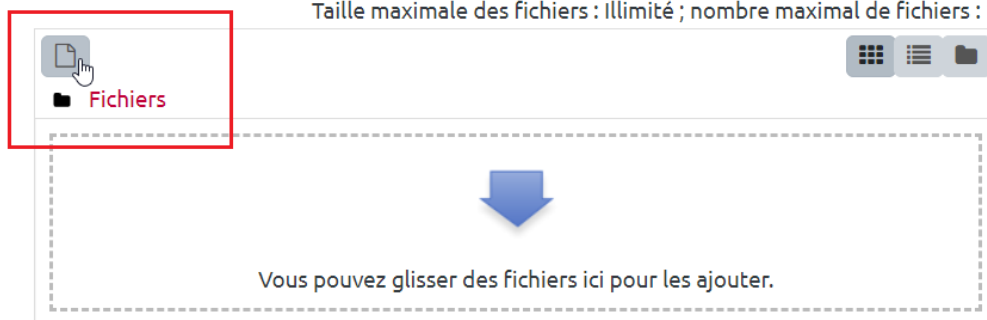 Taille maximale des fichiers : Illimité ; nombre maximal de fichiers :
Fichiers
Vous pouvez glisser des fichiers ici pour les ajouter.